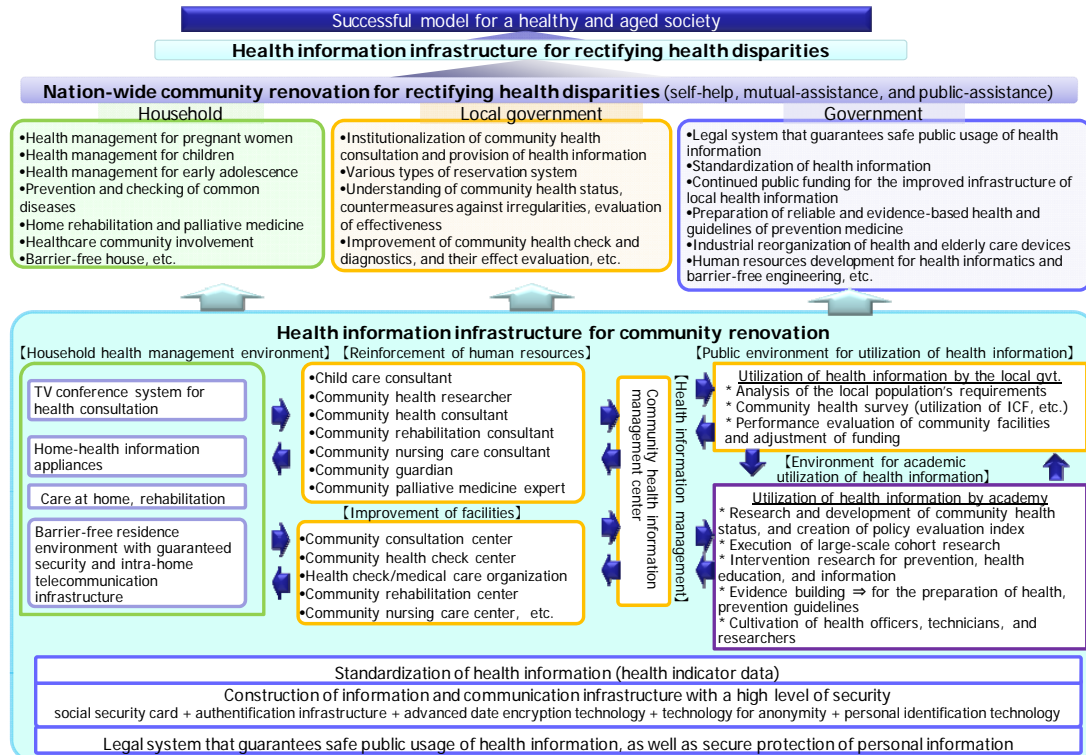 Successful model for a healthy and aged society
Health information infrastructure for rectifying health disparities
Nation-wide community renovation for rectifying health disparities (self-help, mutual-assistance, and public-assistance)
Household
•Health management for pregnant women
•Health management for children
•Health management for early adolescence
•Prevention and checking of common
diseases
•Home rehabilitation and palliative medicine
•Healthcare community involvement
•Barrier-free house, etc.
Local government
•Institutionalization of community health
consultation and provision of health information
•Various types of reservation system
•Understanding of community health status,
countermeasures against irregularities, evaluation
of effectiveness
•Improvement of community health check and
diagnostics, and their effect evaluation, etc.
Government
•Legal system that guarantees safe public usage of health
information
•Standardization of health information
•Continued public funding for the improved infrastructure of
local health information
•Preparation of reliable and evidence-based health and
guidelines of prevention medicine
•Industrial reorganization of health and elderly care devices
•Human resources development for health informatics and
barrier-free engineering, etc.
Health information infrastructure for community renovation
【Household health management environment】
TV conference system for
health consultation
Home-health information
appliances
Care at home, rehabilitation
Barrier-free residence
environment with guaranteed
security and intra-home
telecommunication
infrastructure
【Reinforcement of human resources】
•Child care consultant
•Community health researcher
•Community health consultant
•Community rehabilitation consultant
•Community nursing care consultant
•Community guardian
•Community palliative medicine expert
【Improvement of facilities】
•Community consultation center
•Community health check center
•Health check/medical care organization
•Community rehabilitation center
•Community nursing care center, etc.
Community health information
management center
【Health information management】
【Public environment for utilization of health information】
Utilization of health information by the local gvt.
* Analysis of the local population's requirements
* Community health survey (utilization of ICF, etc.)
* Performance evaluation of community facilities
and adjustment of funding
【Environment for academic
utilization of health information】
Utilization of health information by academy
* Research and development of community health
status, and creation of policy evaluation index
* Execution of large-scale cohort research
* Intervention research for prevention, health
education, and information
* Evidence building ⇒ for the preparation of health,
prevention guidelines
* Cultivation of health officers, technicians, and
researchers
Standardization of health information (health indicator data)
Construction of information and communication infrastructure with a high level of security
social security card + authentification infrastructure + advanced date encryption technology + technology for anonymity + personal identification technology
Legal system that guarantees safe public usage of health information, as well as secure protection of personal information